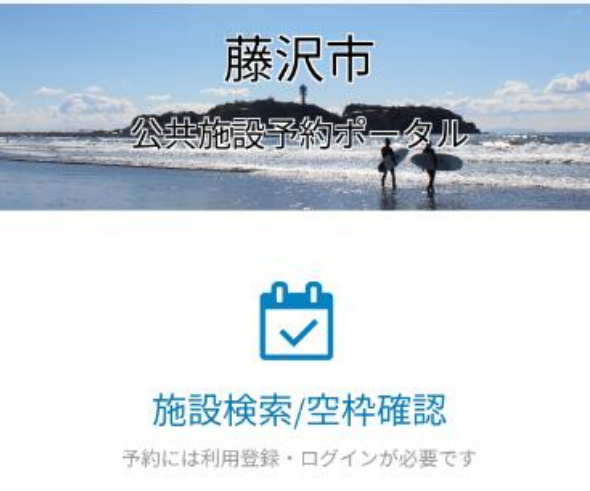 藤沢市
公共施設予約ポータル
施設検索/空枠確認
予約には利用登録・ログインが必要です